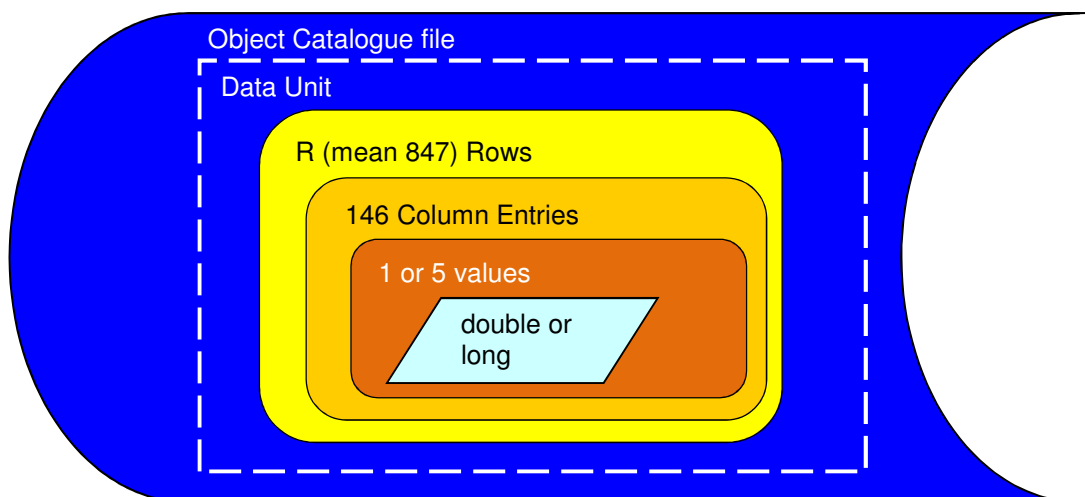 Object Catalogue file
Data Unit
R (mean 847) Rows
146 Column Entries
1 or 5 values
double or
long